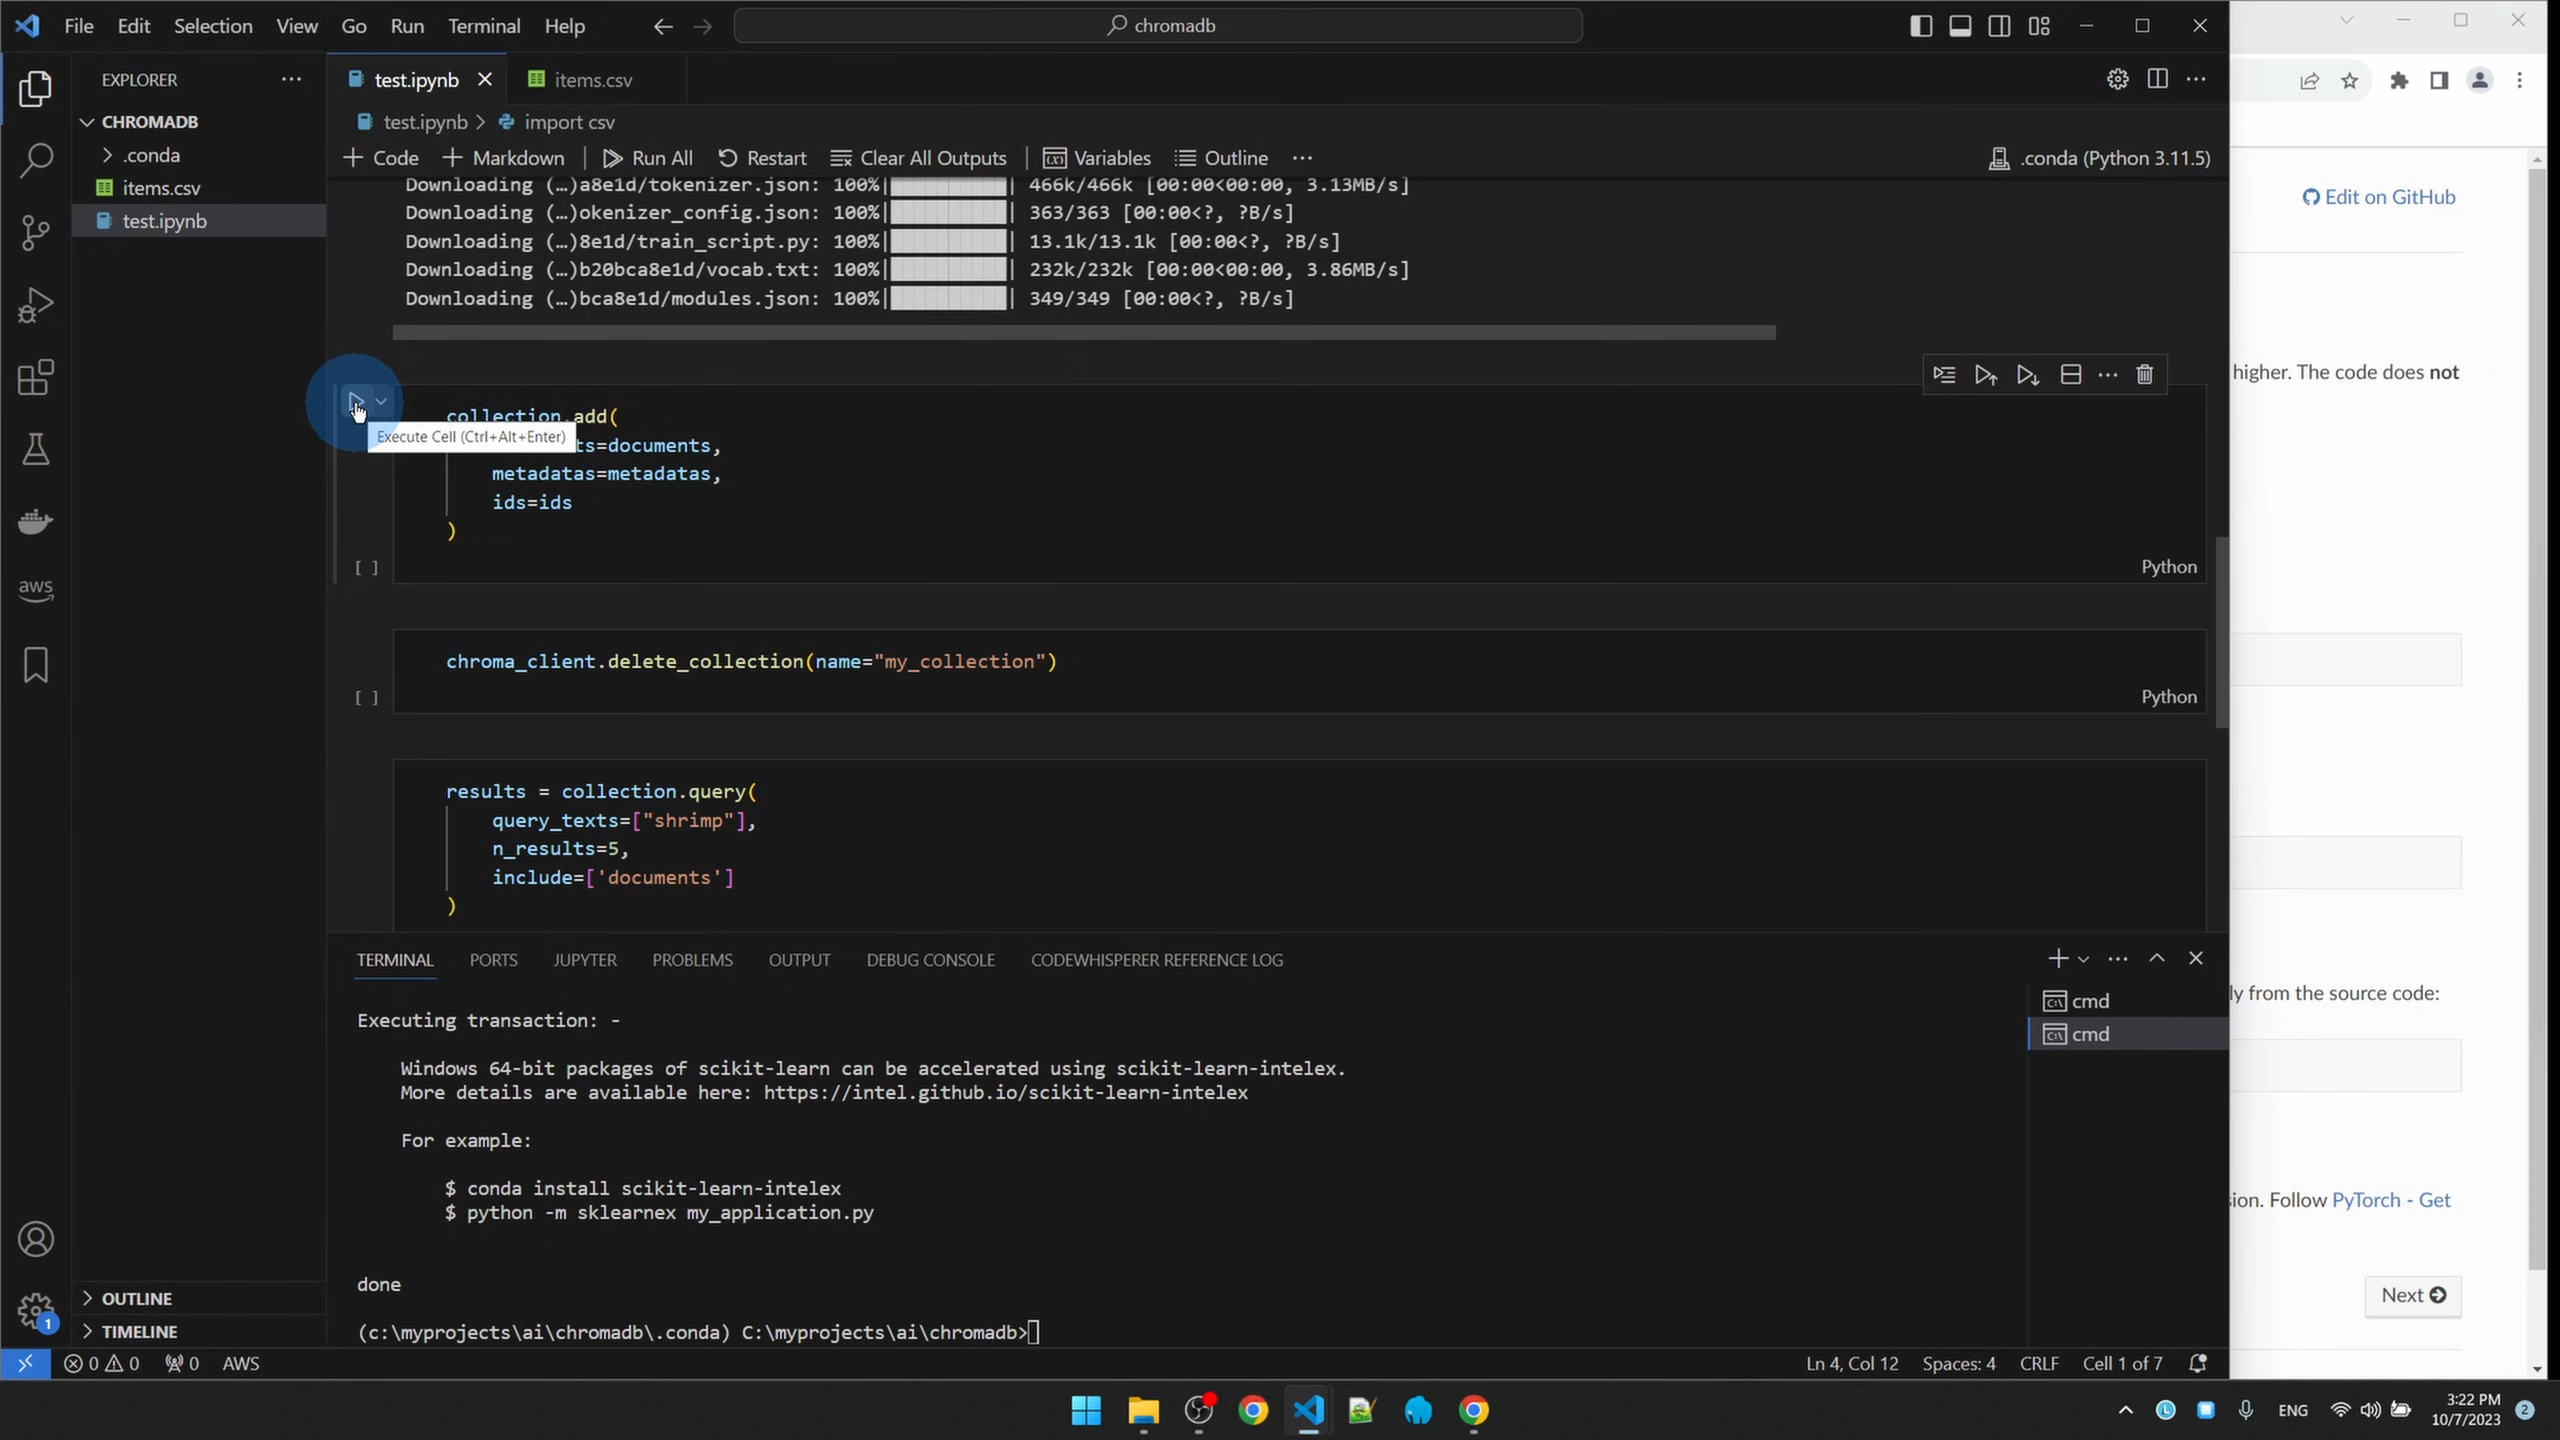 File Edit Selection View Go Run Terminal Help
chromadb
EXPLORER
CHROMADB
.conda
items.csv
test.ipynb
OUTLINE
TIMELINE
aws
1
test.ipynb
items.csv
test.ipynb > import csv
Code Markdown | Run All Restart Clear All Outputs | Variables Outline ...
.conda (Python 3.11.5)
Downloading (…)a8e1d/tokenizer.json: 100%|██████████| 466k/466k [00:00<00:00, 3.13MB/s]
Downloading (…)okenizer_config.json: 100%|██████████| 363/363 [00:00<?, ?B/s]
Downloading (…)8e1d/train_script.py: 100%|██████████| 13.1k/13.1k [00:00<?, ?B/s]
Downloading (…)b20bca8e1d/vocab.txt: 100%|██████████| 232k/232k [00:00<00:00, 3.86MB/s]
Downloading (…)bca8e1d/modules.json: 100%|██████████| 349/349 [00:00<?, ?B/s]
collection.add(
Execute Cell (Ctrl+Alt+Enter)
ts=documents,
metadatas=metadatas,
ids=ids
)
[ ]
Python
chroma_client.delete_collection(name="my_collection")
[ ]
Python
results = collection.query(
query_texts=["shrimp"],
n_results=5,
include=['documents']
)
TERMINAL PORTS JUPYTER PROBLEMS OUTPUT DEBUG CONSOLE CODEWHISPERER REFERENCE LOG
cmd
cmd
Executing transaction: -
Windows 64-bit packages of scikit-learn can be accelerated using scikit-learn-intelex.
More details are available here: https://intel.github.io/scikit-learn-intelex
For example:
$ conda install scikit-learn-intelex
$ python -m sklearnex my_application.py
done
(c:\myprojects\ai\chromadb\.conda) C:\myprojects\ai\chromadb>
0 0 0 AWS
Ln 4, Col 12 Spaces: 4 CRLF Cell 1 of 7
Edit on GitHub
higher. The code does not
ly from the source code:
ion. Follow PyTorch - Get
Next
ENG
3:22 PM
10/7/2023
2